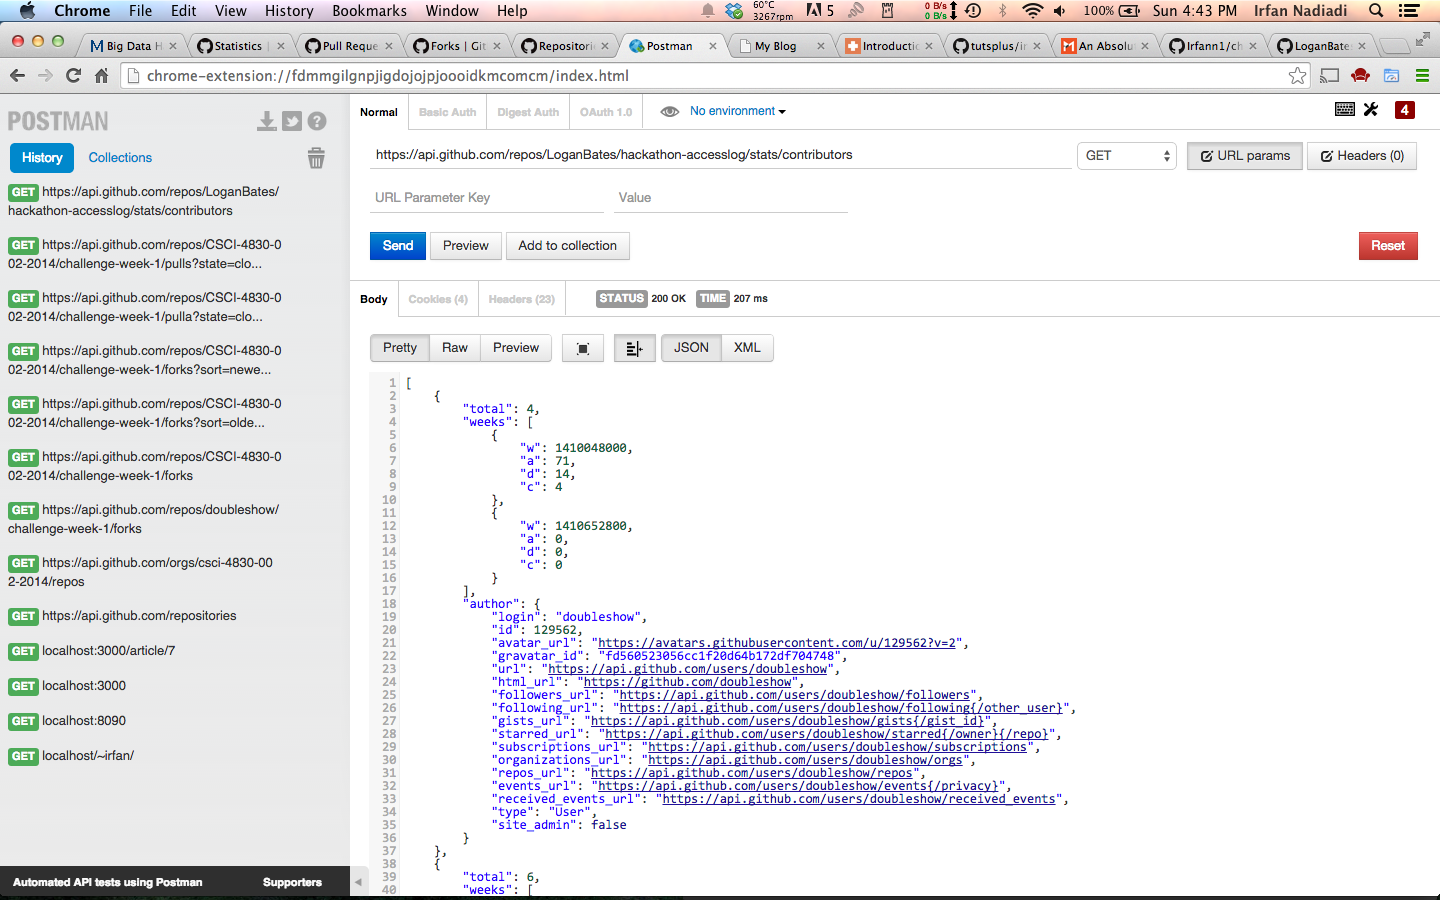 Chrome File Edit View History Bookmarks Window Help
60°C
3267rpm
5
0 B/s
0 B/s
100%
Sun 4:43 PM Irfan Nadiadi
Big Data H
Statistics
Pull Reque
Forks | Git
Repositorie
Postman
My Blog
Introductic
tutsplus/ir
An Absolu
Irfann1/ch
LoganBate
chrome-extension://fdmmgilgnpjigdojojpjoooidkmcomcm/index.html
POSTMAN
History Collections
GET https://api.github.com/repos/LoganBates/
hackathon-accesslog/stats/contributors
GET https://api.github.com/repos/CSCI-4830-0
02-2014/challenge-week-1/pulls?state=clo...
GET https://api.github.com/repos/CSCI-4830-0
02-2014/challenge-week-1/pulla?state=clo...
GET https://api.github.com/repos/CSCI-4830-0
02-2014/challenge-week-1/forks?sort=newe...
GET https://api.github.com/repos/CSCI-4830-0
02-2014/challenge-week-1/forks?sort=olde...
GET https://api.github.com/repos/CSCI-4830-0
02-2014/challenge-week-1/forks
GET https://api.github.com/repos/doubleshow/
challenge-week-1/forks
GET https://api.github.com/orgs/csci-4830-00
2-2014/repos
GET https://api.github.com/repositories
GET localhost:3000/article/7
GET localhost:3000
GET localhost:8090
GET localhost/~irfan/
Automated API tests using Postman Supporters
Normal Basic Auth Digest Auth OAuth 1.0 No environment 4
https://api.github.com/repos/LoganBates/hackathon-accesslog/stats/contributors GET URL params Headers (0)
URL Parameter Key Value
Send Preview Add to collection Reset
Body Cookies (4) Headers (23) STATUS 200 OK TIME 207 ms
Pretty Raw Preview JSON XML
1 [
2 {
3 "total": 4,
4 "weeks": [
5 {
6 "w": 1410048000,
7 "a": 71,
8 "d": 14,
9 "c": 4
10 },
11 {
12 "w": 1410652800,
13 "a": 0,
14 "d": 0,
15 "c": 0
16 }
17 ],
18 "author": {
19 "login": "doubleshow",
20 "id": 129562,
21 "avatar_url": "https://avatars.githubusercontent.com/u/129562?v=2",
22 "gravatar_id": "fd560523056cc1f20d64b172df704748",
23 "url": "https://api.github.com/users/doubleshow",
24 "html_url": "https://github.com/doubleshow",
25 "followers_url": "https://api.github.com/users/doubleshow/followers",
26 "following_url": "https://api.github.com/users/doubleshow/following{/other_user}",
27 "gists_url": "https://api.github.com/users/doubleshow/gists{/gist_id}",
28 "starred_url": "https://api.github.com/users/doubleshow/starred{/owner}{/repo}",
29 "subscriptions_url": "https://api.github.com/users/doubleshow/subscriptions",
30 "organizations_url": "https://api.github.com/users/doubleshow/orgs",
31 "repos_url": "https://api.github.com/users/doubleshow/repos",
32 "events_url": "https://api.github.com/users/doubleshow/events{/privacy}",
33 "received_events_url": "https://api.github.com/users/doubleshow/received_events",
34 "type": "User",
35 "site_admin": false
36 }
37 },
38 {
39 "total": 6,
40 "weeks": [